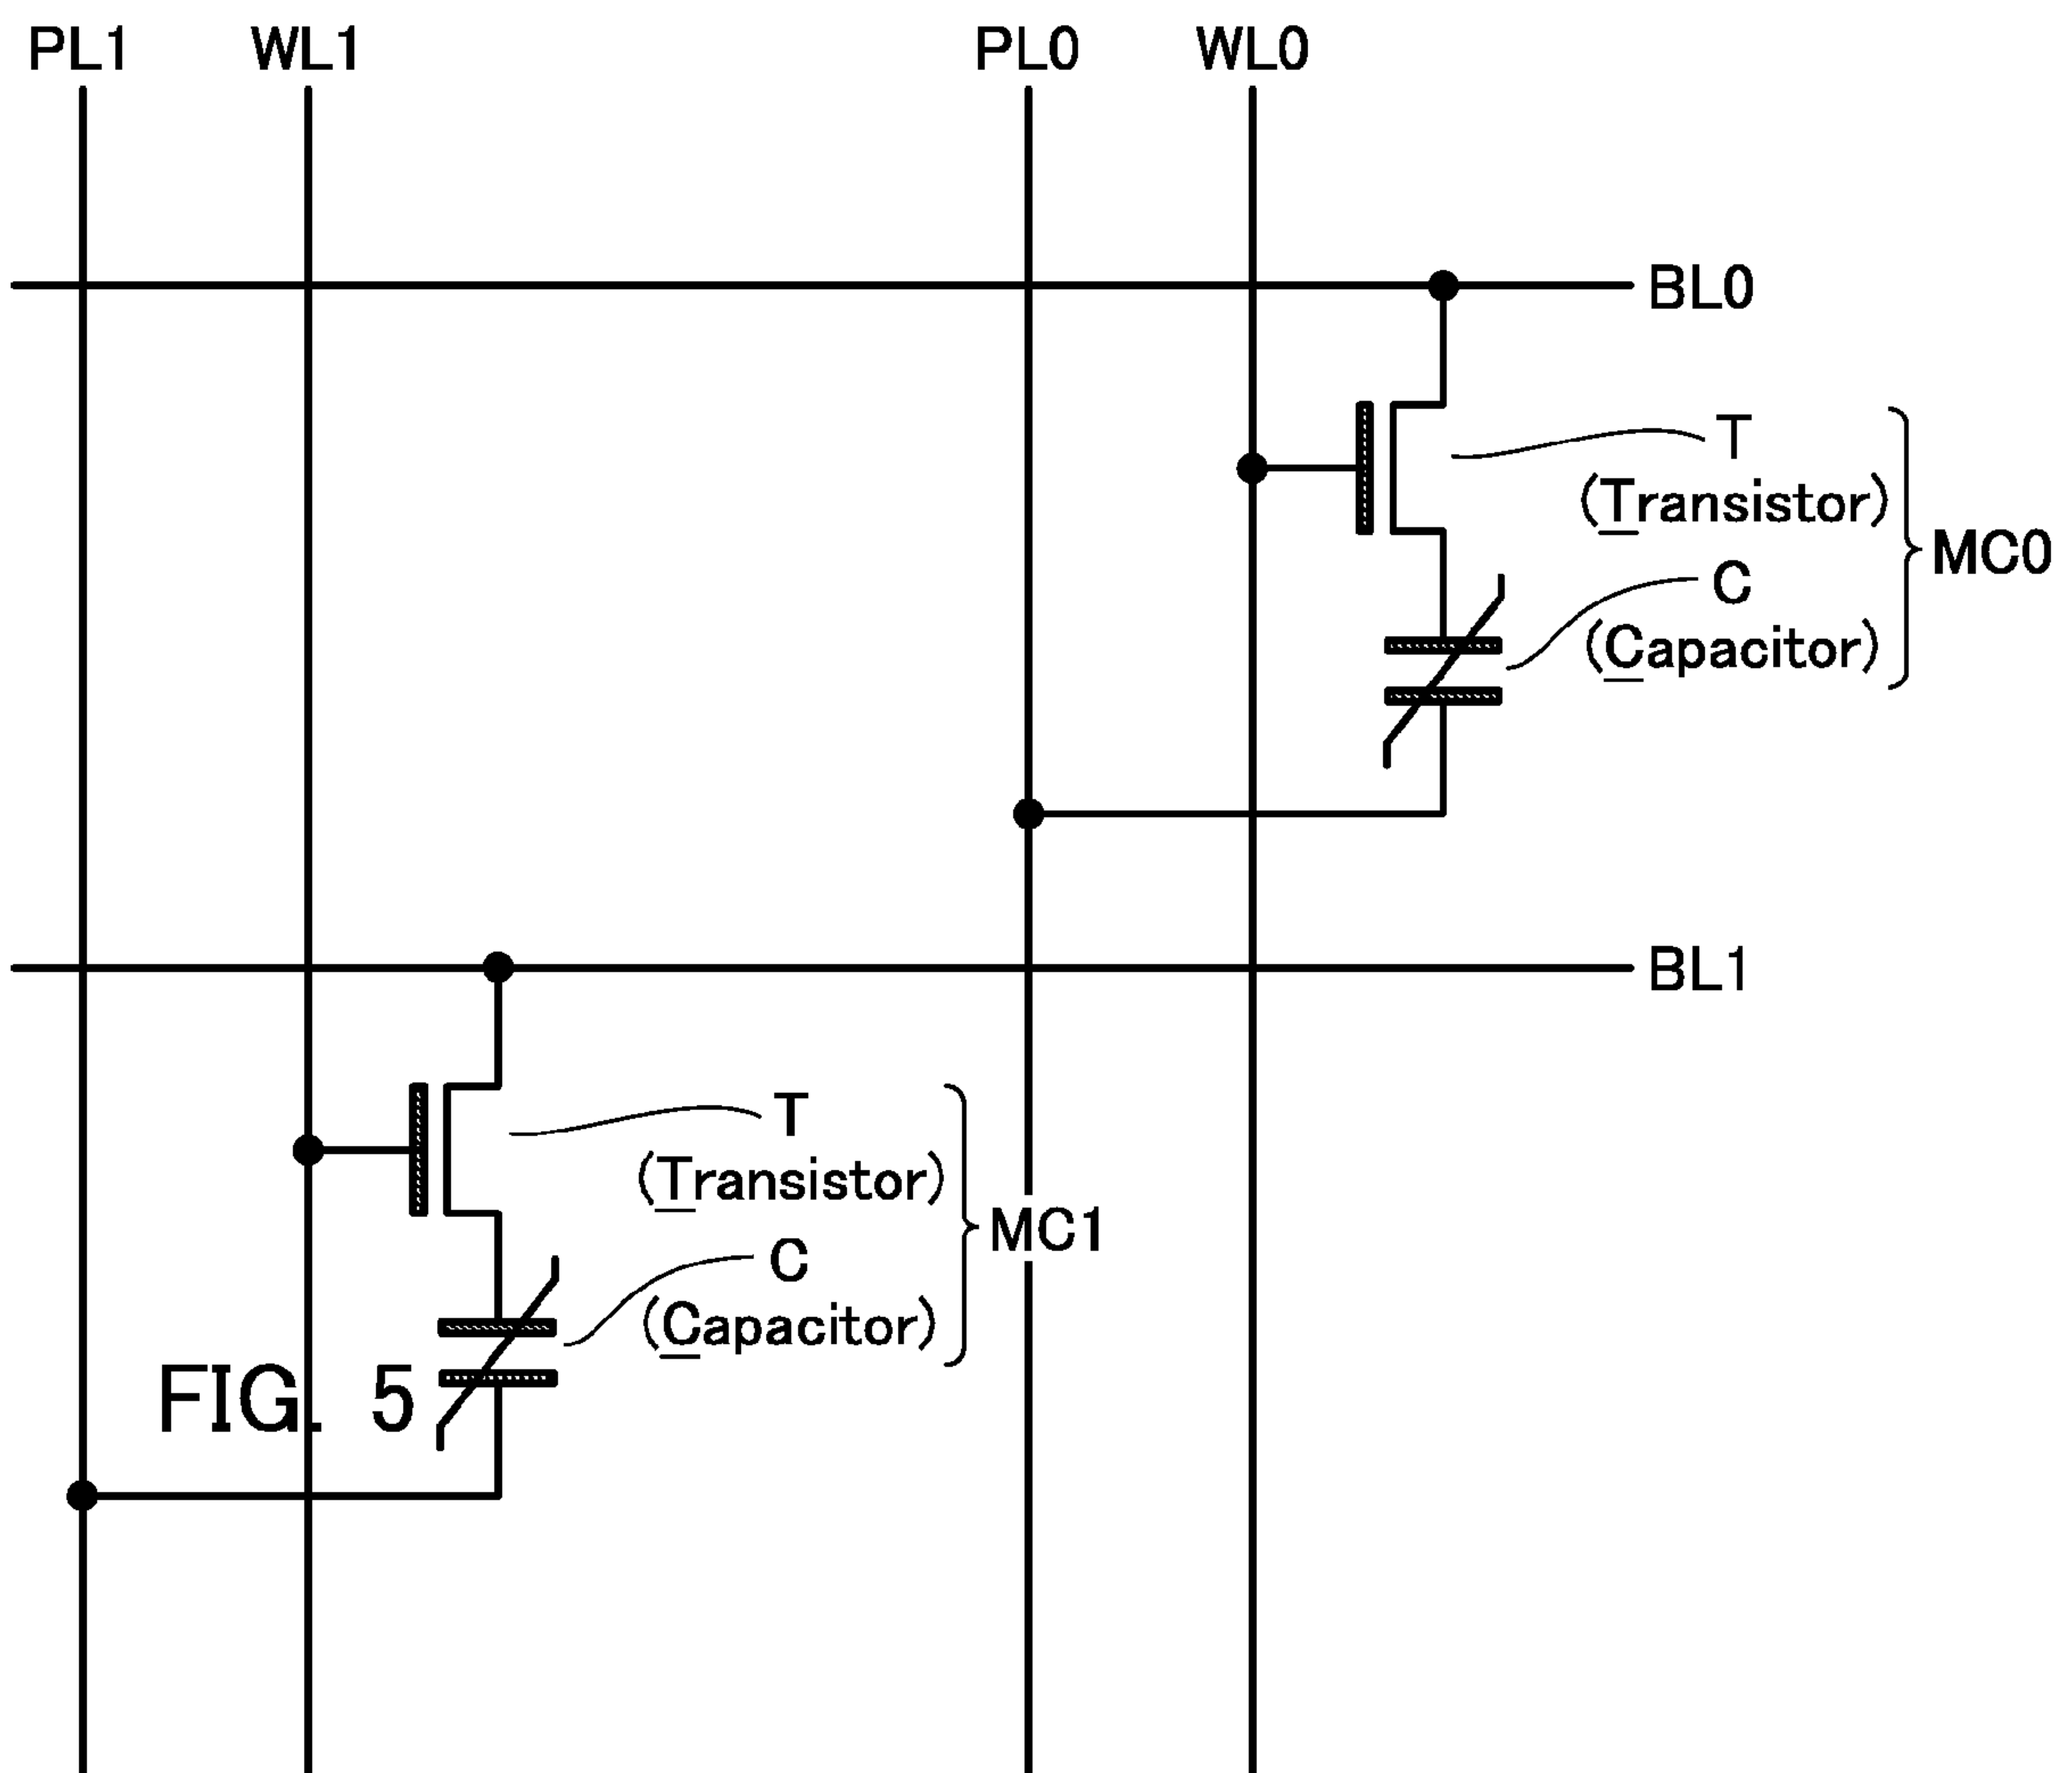 PL1 WL1 PL0 WL0
BL0
T
(Transistor)
C
(Capacitor)
MC0
BL1
T
(Transistor)
C
(Capacitor)
MC1
FIG. 5